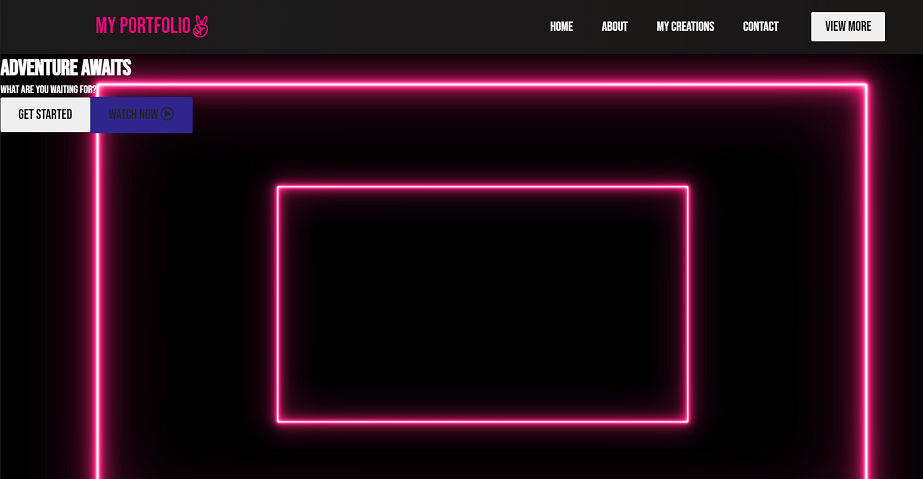 MY PORTFOLIO
HOME ABOUT MY CREATIONS CONTACT VIEW MORE
ADVENTURE AWAITS
WHAT ARE YOU WAITING FOR?
GET STARTED WATCH NOW